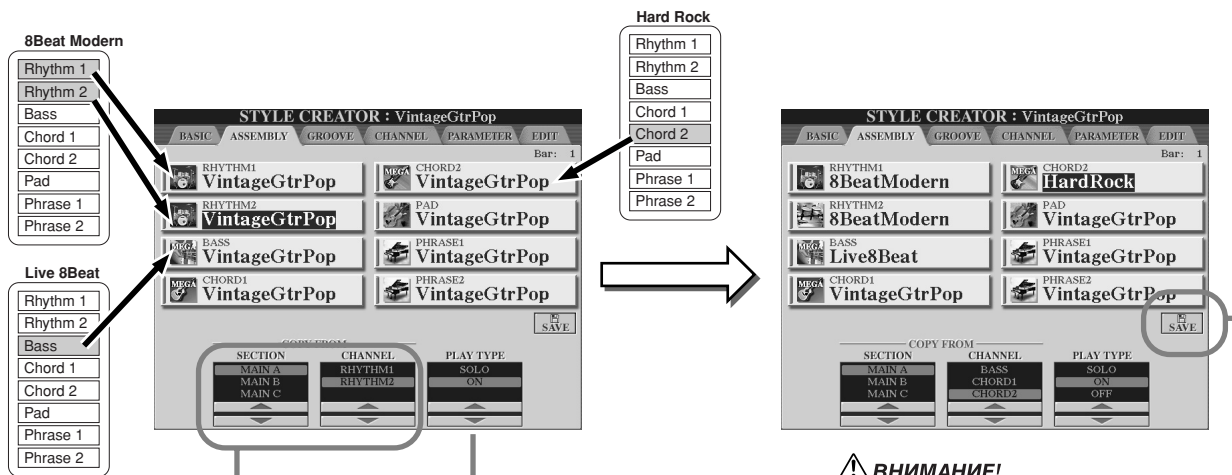 8Beat Modern
Rhythm 1
Rhythm 2
Bass
Chord 1
Chord 2
Pad
Phrase 1
Phrase 2
Live 8Beat
Rhythm 1
Rhythm 2
Bass
Chord 1
Chord 2
Pad
Phrase 1
Phrase 2
STYLE CREATOR : VintageGtrPop
BASIC ASSEMBLY GROOVE CHANNEL PARAMETER EDIT
Bar: 1
RHYTHM1
VintageGtrPop
RHYTHM2
VintageGtrPop
MEGA BASS
VintageGtrPop
MEGA CHORD1
VintageGtrPop
MEGA CHORD2
VintageGtrPop
PAD
VintageGtrPop
PHRASE1
VintageGtrPop
PHRASE2
VintageGtrPop
SAVE
COPY FROM
SECTION CHANNEL PLAY TYPE
MAIN A RHYTHM1 SOLO
MAIN B RHYTHM2 ON
MAIN C
Hard Rock
Rhythm 1
Rhythm 2
Bass
Chord 1
Chord 2
Pad
Phrase 1
Phrase 2
STYLE CREATOR : VintageGtrPop
BASIC ASSEMBLY GROOVE CHANNEL PARAMETER EDIT
Bar: 1
RHYTHM1
8BeatModern
RHYTHM2
8BeatModern
MEGA BASS
Live8Beat
MEGA CHORD1
VintageGtrPop
MEGA CHORD2
HardRock
PAD
VintageGtrPop
PHRASE1
VintageGtrPop
PHRASE2
VintageGtrPop
SAVE
COPY FROM
SECTION CHANNEL PLAY TYPE
MAIN A BASS SOLO
MAIN B CHORD1 ON
MAIN C CHORD2 OFF
ВНИМАНИЕ!